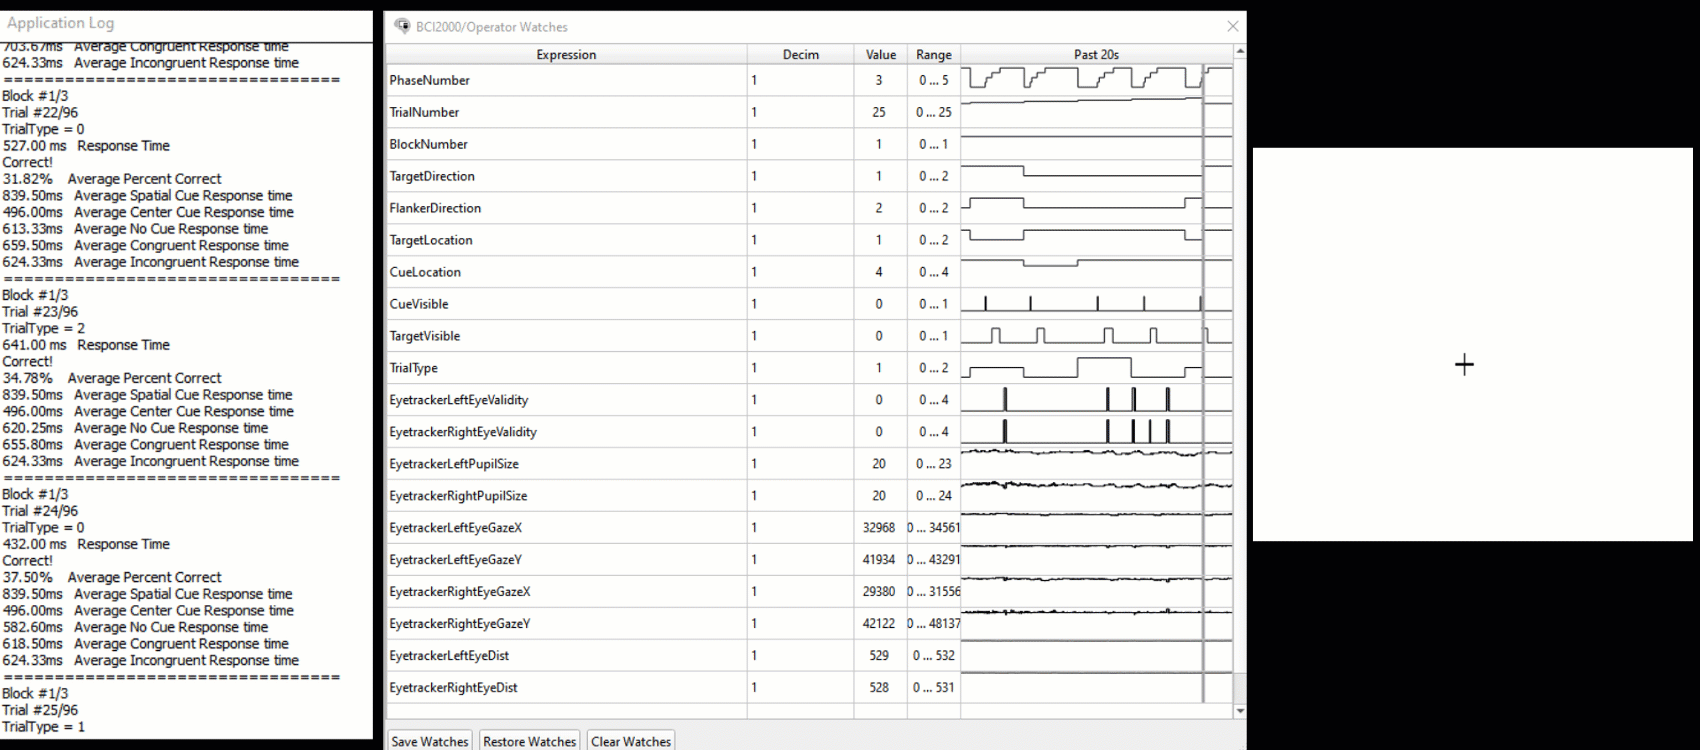 Application Log
703.67ms Average Congruent Response time
624.33ms Average Incongruent Response time
==================================
Block #1/3
Trial #22/96
TrialType = 0
527.00 ms Response Time
Correct!
31.82% Average Percent Correct
839.50ms Average Spatial Cue Response time
496.00ms Average Center Cue Response time
613.33ms Average No Cue Response time
659.50ms Average Congruent Response time
624.33ms Average Incongruent Response time
==================================
Block #1/3
Trial #23/96
TrialType = 2
641.00 ms Response Time
Correct!
34.78% Average Percent Correct
839.50ms Average Spatial Cue Response time
496.00ms Average Center Cue Response time
620.25ms Average No Cue Response time
655.80ms Average Congruent Response time
624.33ms Average Incongruent Response time
==================================
Block #1/3
Trial #24/96
TrialType = 0
432.00 ms Response Time
Correct!
37.50% Average Percent Correct
839.50ms Average Spatial Cue Response time
496.00ms Average Center Cue Response time
582.60ms Average No Cue Response time
618.50ms Average Congruent Response time
624.33ms Average Incongruent Response time
==================================
Block #1/3
Trial #25/96
TrialType = 1
BCI2000/Operator Watches
Expression Decim Value Range Past 20s
PhaseNumber 1 3 0 ... 5
TrialNumber 1 25 0 ... 25
BlockNumber 1 1 0 ... 1
TargetDirection 1 1 0 ... 2
FlankerDirection 1 2 0 ... 2
TargetLocation 1 1 0 ... 2
CueLocation 1 4 0 ... 4
CueVisible 1 0 0 ... 1
TargetVisible 1 0 0 ... 1
TrialType 1 1 0 ... 2
EyetrackerLeftEyeValidity 1 0 0 ... 4
EyetrackerRightEyeValidity 1 0 0 ... 4
EyetrackerLeftPupilSize 1 20 0 ... 23
EyetrackerRightPupilSize 1 20 0 ... 24
EyetrackerLeftEyeGazeX 1 32968 0 ... 34561
EyetrackerLeftEyeGazeY 1 41934 0 ... 43291
EyetrackerRightEyeGazeX 1 29380 0 ... 31556
EyetrackerRightEyeGazeY 1 42122 0 ... 48137
EyetrackerLeftEyeDist 1 529 0 ... 532
EyetrackerRightEyeDist 1 528 0 ... 531
Save Watches Restore Watches Clear Watches